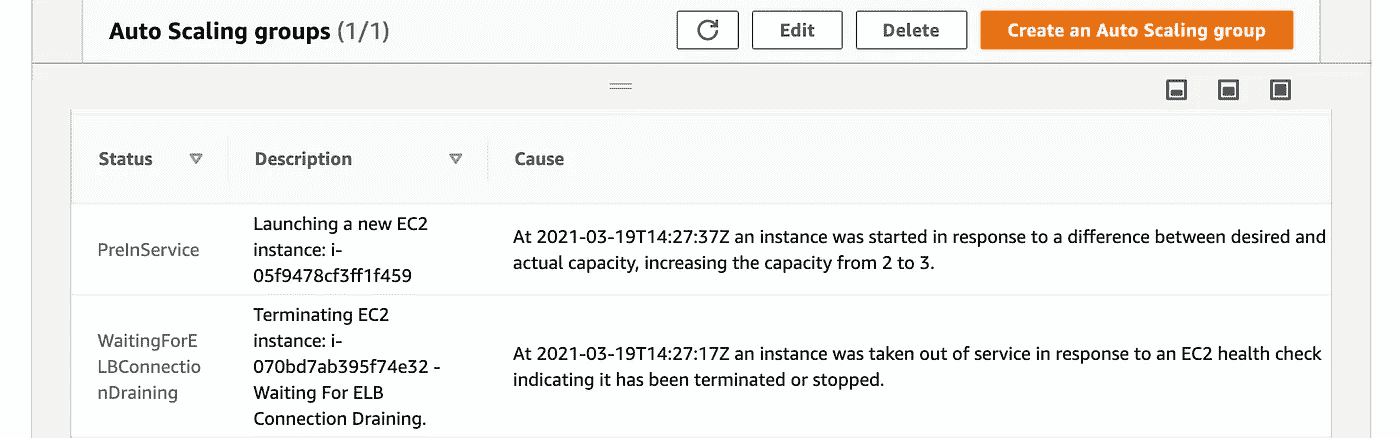 Auto Scaling groups (1/1)
Edit
Delete
Create an Auto Scaling group
Status
Description
Cause
PreInService
Launching a new EC2
instance: i-
05f9478cf3ff1f459
At 2021-03-19T14:27:37Z an instance was started in response to a difference between desired and
actual capacity, increasing the capacity from 2 to 3.
WaitingForE
LBConnectio
nDraining
Terminating EC2
instance: i-
070bd7ab395f74e32 -
Waiting For ELB
Connection Draining.
At 2021-03-19T14:27:17Z an instance was taken out of service in response to an EC2 health check
indicating it has been terminated or stopped.